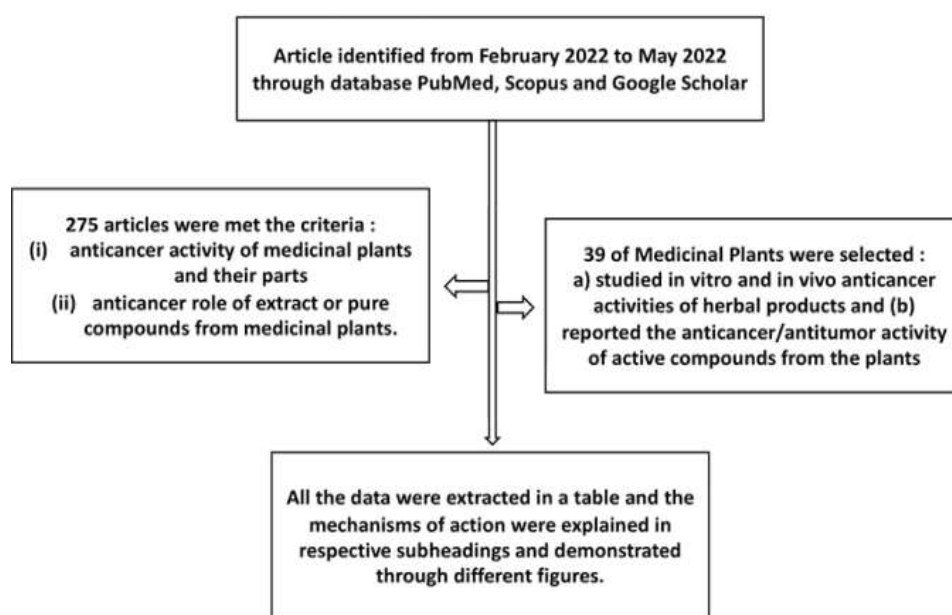 Article identified from February 2022 to May 2022
through database PubMed, Scopus and Google Scholar
275 articles were met the criteria :
(i) anticancer activity of medicinal plants
and their parts
(ii) anticancer role of extract or pure
compounds from medicinal plants.
39 of Medicinal Plants were selected :
a) studied in vitro and in vivo anticancer
activities of herbal products and (b)
reported the anticancer/antitumor activity
of active compounds from the plants
All the data were extracted in a table and the
mechanisms of action were explained in
respective subheadings and demonstrated
through different figures.